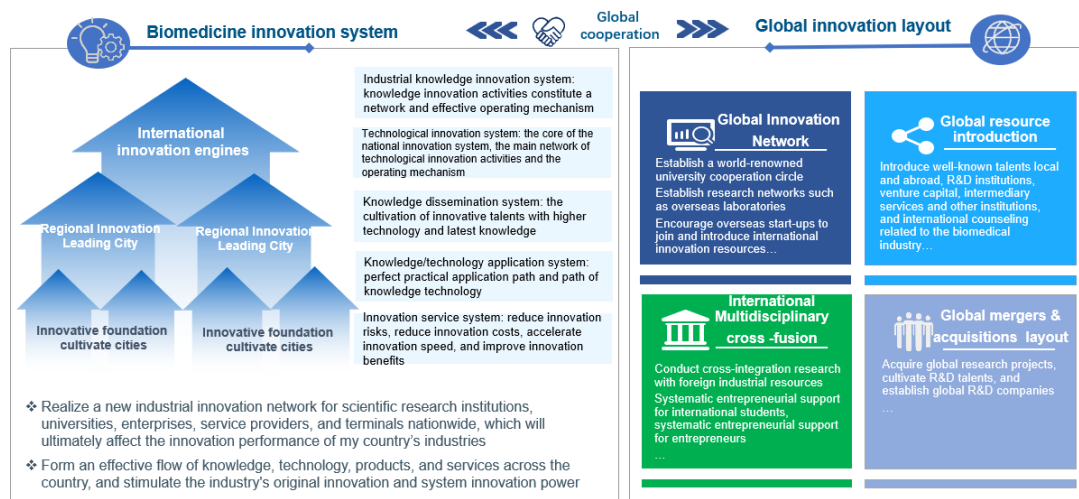 Biomedicine innovation system
Global
cooperation
Global innovation layout
International
innovation engines
Regional Innovation
Leading City
Regional Innovation
Leading City
Innovative foundation
cultivate cities
Innovative foundation
cultivate cities
Industrial knowledge innovation system:
knowledge innovation activities constitute a
network and effective operating mechanism
Technological innovation system: the core of the
national innovation system, the main network of
technological innovation activities and the
operating mechanism
Knowledge dissemination system: the
cultivation of innovative talents with higher
technology and latest knowledge
Knowledge/technology application system:
perfect practical application path and path of
knowledge technology
Innovation service system: reduce innovation
risks, reduce innovation costs, accelerate
innovation speed, and improve innovation
benefits
❖ Realize a new industrial innovation network for scientific research institutions,
universities, enterprises, service providers, and terminals nationwide, which will
ultimately affect the innovation performance of my country's industries
❖ Form an effective flow of knowledge, technology, products, and services across the
country, and stimulate the industry's original innovation and system innovation power
Global Innovation
Network
Establish a world-renowned
university cooperation circle
Establish research networks such
as overseas laboratories
Encourage overseas start-ups to
join and introduce international
innovation resources…
Global resource
introduction
Introduce well-known talents local
and abroad, R&D institutions,
venture capital, intermediary
services and other institutions,
and international counseling
related to the biomedical
industry…
International
Multidisciplinary
cross -fusion
Conduct cross-integration research
with foreign industrial resources
Systematic entrepreneurial support
for international students,
systematic entrepreneurial support
for entrepreneurs
…
Global mergers &
acquisitions layout
Acquire global research projects,
cultivate R&D talents, and
establish global R&D companies
…